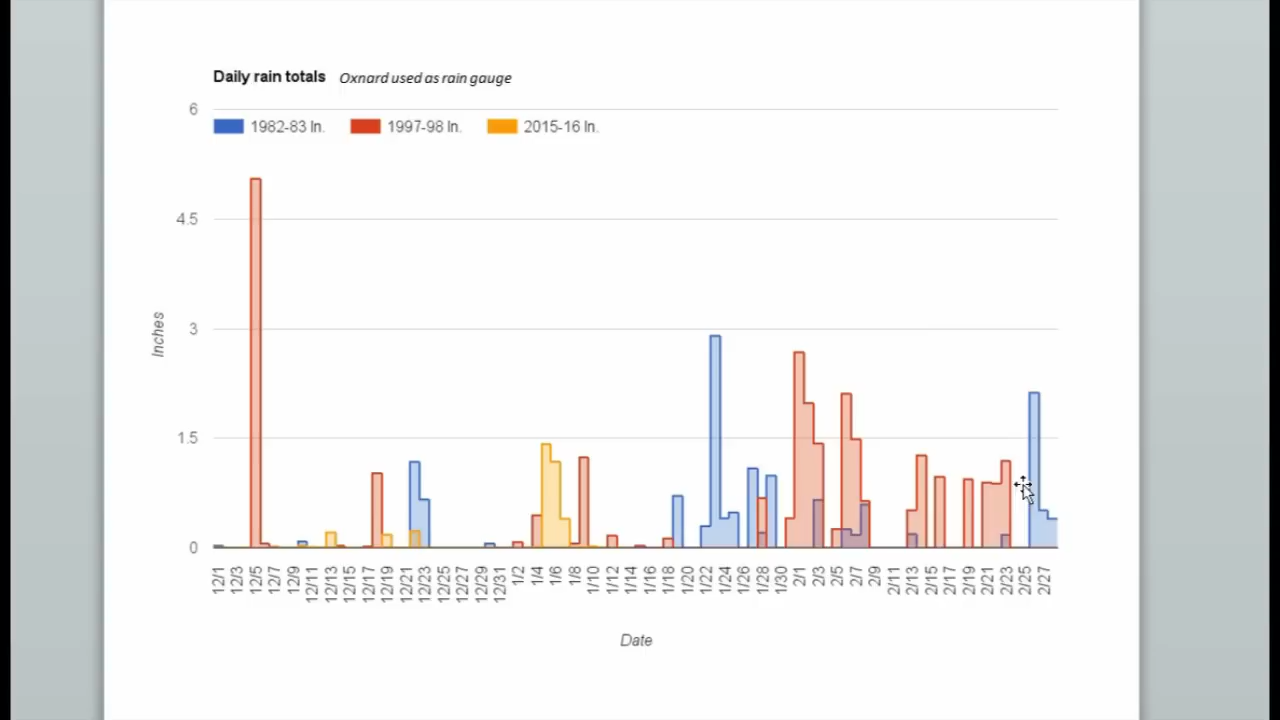 Daily rain totals Oxnard used as rain gauge
6
1982-83 In. 1997-98 In. 2015-16 In.
4.5
3
1.5
0
Inches
12/1 12/3 12/5 12/7 12/9 12/11 12/13 12/15 12/17 12/19 12/21 12/23 12/25 12/27 12/29 12/31 1/2 1/4 1/6 1/8 1/10 1/12 1/14 1/16 1/18 1/20 1/22 1/24 1/26 1/28 1/30 2/1 2/3 2/5 2/7 2/9 2/11 2/13 2/15 2/17 2/19 2/21 2/23 2/25 2/27
Date